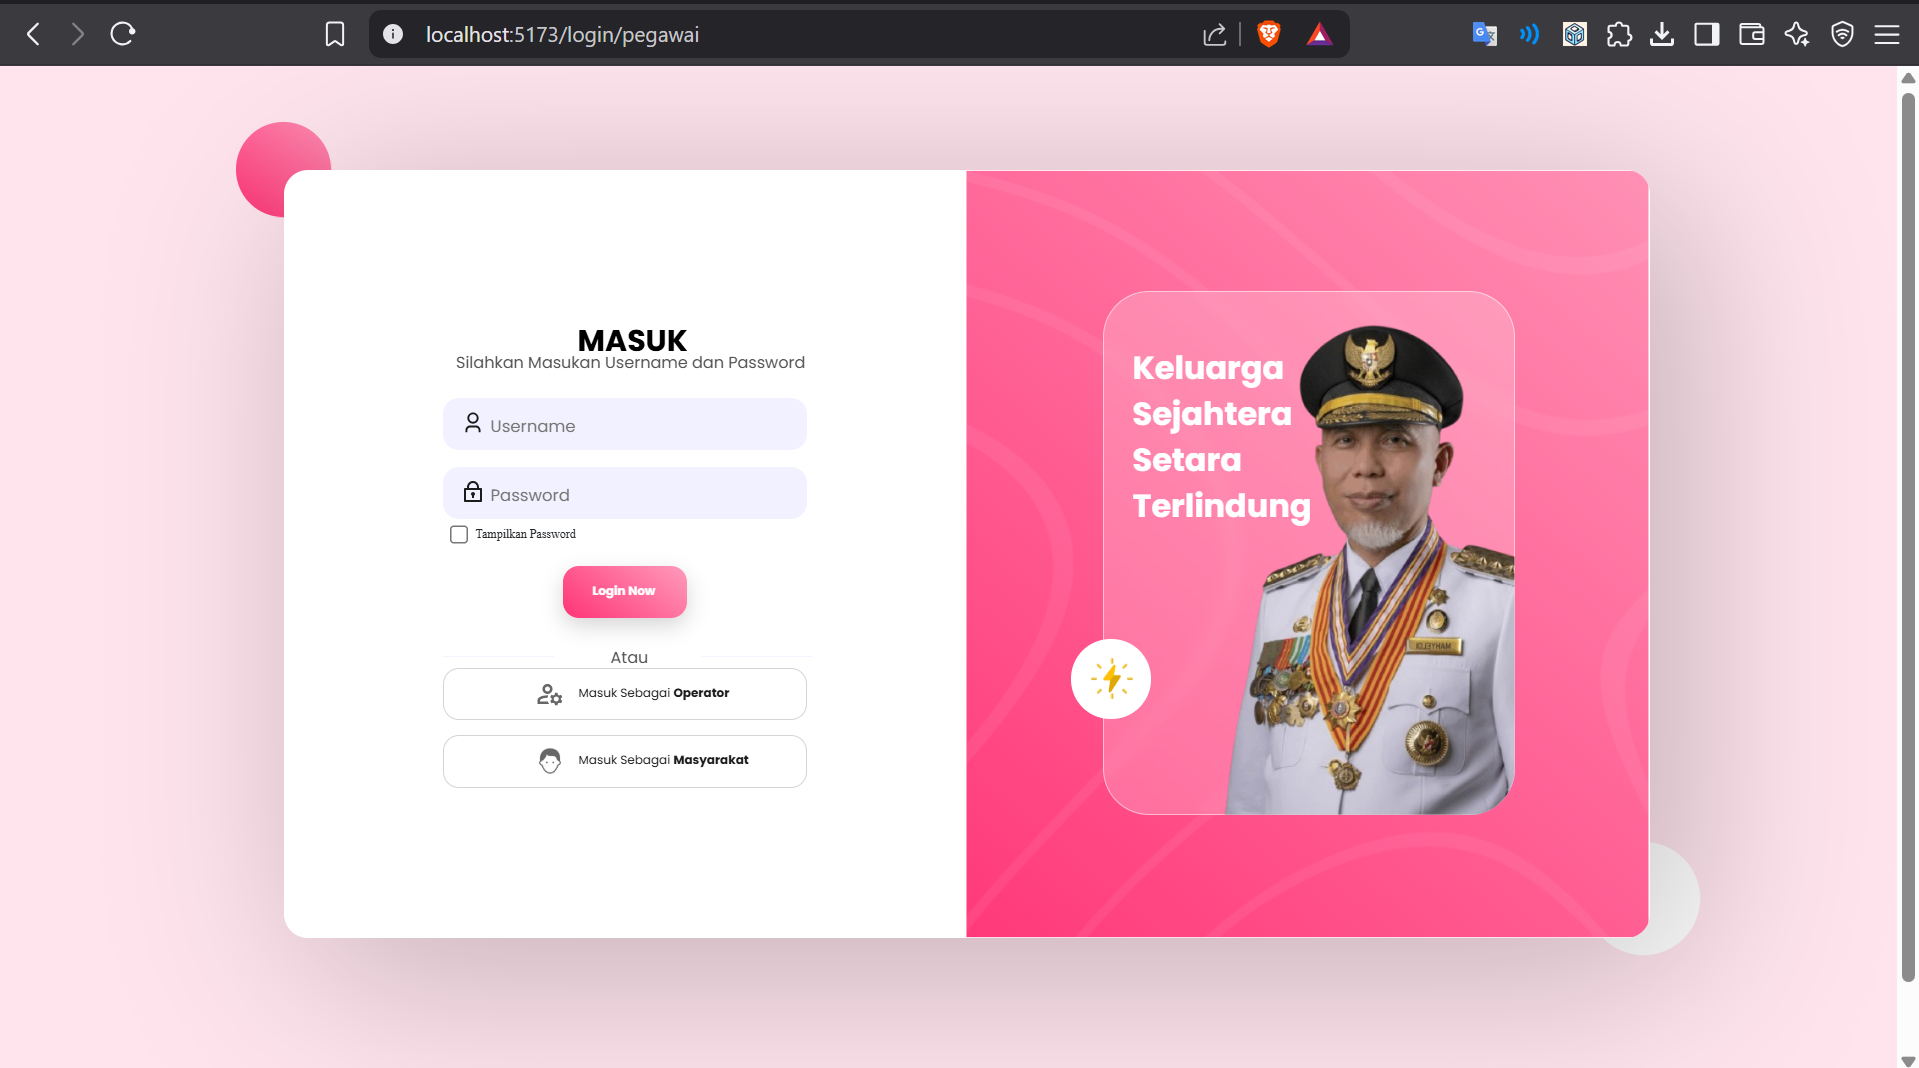 localhost:5173/login/pegawai
MASUK
Silahkan Masukan Username dan Password
Username
Password
Tampilkan Password
Login Now
Atau
Masuk Sebagai Operator
Masuk Sebagai Masyarakat
Keluarga
Sejahtera
Setara
Terlindung